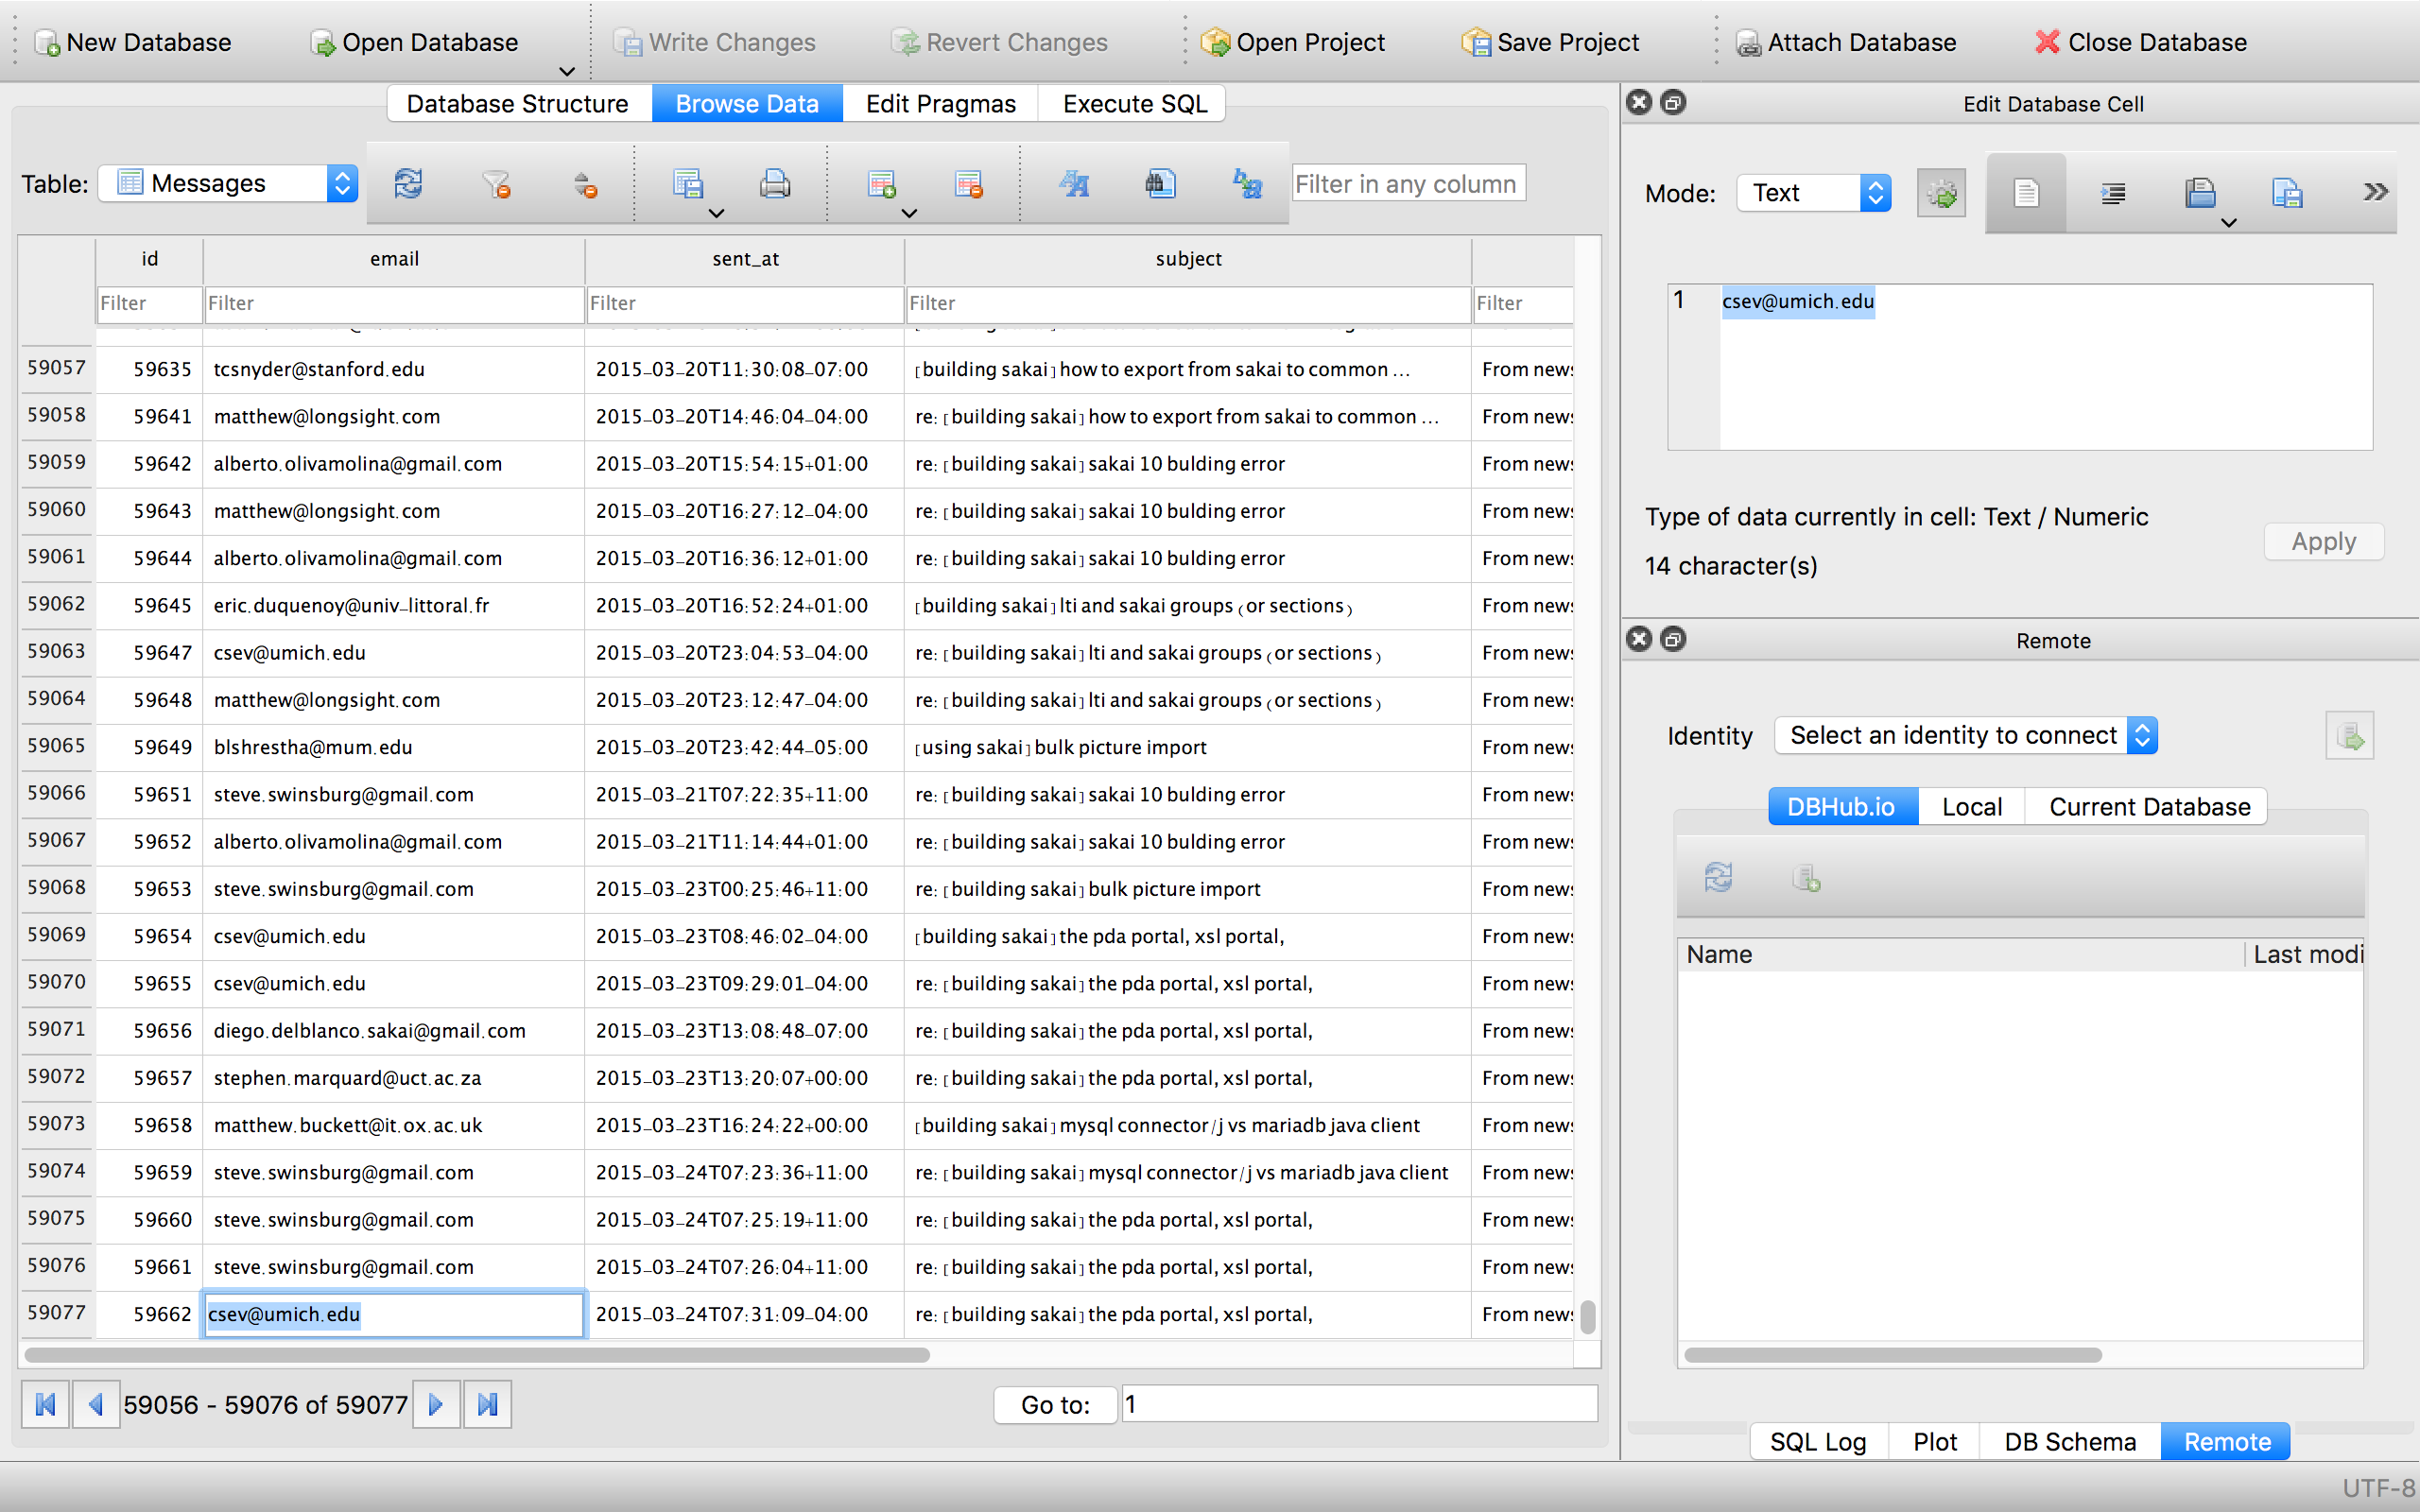 New Database Open Database Write Changes Revert Changes Open Project Save Project Attach Database Close Database
Database Structure Browse Data Edit Pragmas Execute SQL
Table: Messages Filter in any column
id email sent_at subject
Filter Filter Filter Filter Filter
59057 59635 tcsnyder@stanford.edu 2015-03-20T11:30:08-07:00 [building sakai] how to export from sakai to common ... From news
59058 59641 matthew@longsight.com 2015-03-20T14:46:04-04:00 re: [building sakai] how to export from sakai to common ... From news
59059 59642 alberto.olivamolina@gmail.com 2015-03-20T15:54:15+01:00 re: [building sakai] sakai 10 bulding error From news
59060 59643 matthew@longsight.com 2015-03-20T16:27:12-04:00 re: [building sakai] sakai 10 bulding error From news
59061 59644 alberto.olivamolina@gmail.com 2015-03-20T16:36:12+01:00 re: [building sakai] sakai 10 bulding error From news
59062 59645 eric.duquenoy@univ-littoral.fr 2015-03-20T16:52:24+01:00 [building sakai] lti and sakai groups (or sections) From news
59063 59647 csev@umich.edu 2015-03-20T23:04:53-04:00 re: [building sakai] lti and sakai groups (or sections) From news
59064 59648 matthew@longsight.com 2015-03-20T23:12:47-04:00 re: [building sakai] lti and sakai groups (or sections) From news
59065 59649 blshrestha@mum.edu 2015-03-20T23:42:44-05:00 [using sakai] bulk picture import From news
59066 59651 steve.swinsburg@gmail.com 2015-03-21T07:22:35+11:00 re: [building sakai] sakai 10 bulding error From news
59067 59652 alberto.olivamolina@gmail.com 2015-03-21T11:14:44+01:00 re: [building sakai] sakai 10 bulding error From news
59068 59653 steve.swinsburg@gmail.com 2015-03-23T00:25:46+11:00 re: [building sakai] bulk picture import From news
59069 59654 csev@umich.edu 2015-03-23T08:46:02-04:00 [building sakai] the pda portal, xsl portal, From news
59070 59655 csev@umich.edu 2015-03-23T09:29:01-04:00 re: [building sakai] the pda portal, xsl portal, From news
59071 59656 diego.delblanco.sakai@gmail.com 2015-03-23T13:08:48-07:00 re: [building sakai] the pda portal, xsl portal, From news
59072 59657 stephen.marquard@uct.ac.za 2015-03-23T13:20:07+00:00 re: [building sakai] the pda portal, xsl portal, From news
59073 59658 matthew.buckett@it.ox.ac.uk 2015-03-23T16:24:22+00:00 [building sakai] mysql connector/j vs mariadb java client From news
59074 59659 steve.swinsburg@gmail.com 2015-03-24T07:23:36+11:00 re: [building sakai] mysql connector/j vs mariadb java client From news
59075 59660 steve.swinsburg@gmail.com 2015-03-24T07:25:19+11:00 re: [building sakai] the pda portal, xsl portal, From news
59076 59661 steve.swinsburg@gmail.com 2015-03-24T07:26:04+11:00 re: [building sakai] the pda portal, xsl portal, From news
59077 59662 csev@umich.edu 2015-03-24T07:31:09-04:00 re: [building sakai] the pda portal, xsl portal, From news
59056 - 59076 of 59077 Go to: 1
Edit Database Cell
Mode: Text
1 csev@umich.edu
Type of data currently in cell: Text / Numeric
14 character(s)
Apply
Remote
Identity Select an identity to connect
DBHub.io Local Current Database
Name Last modi
SQL Log Plot DB Schema Remote
UTF-8